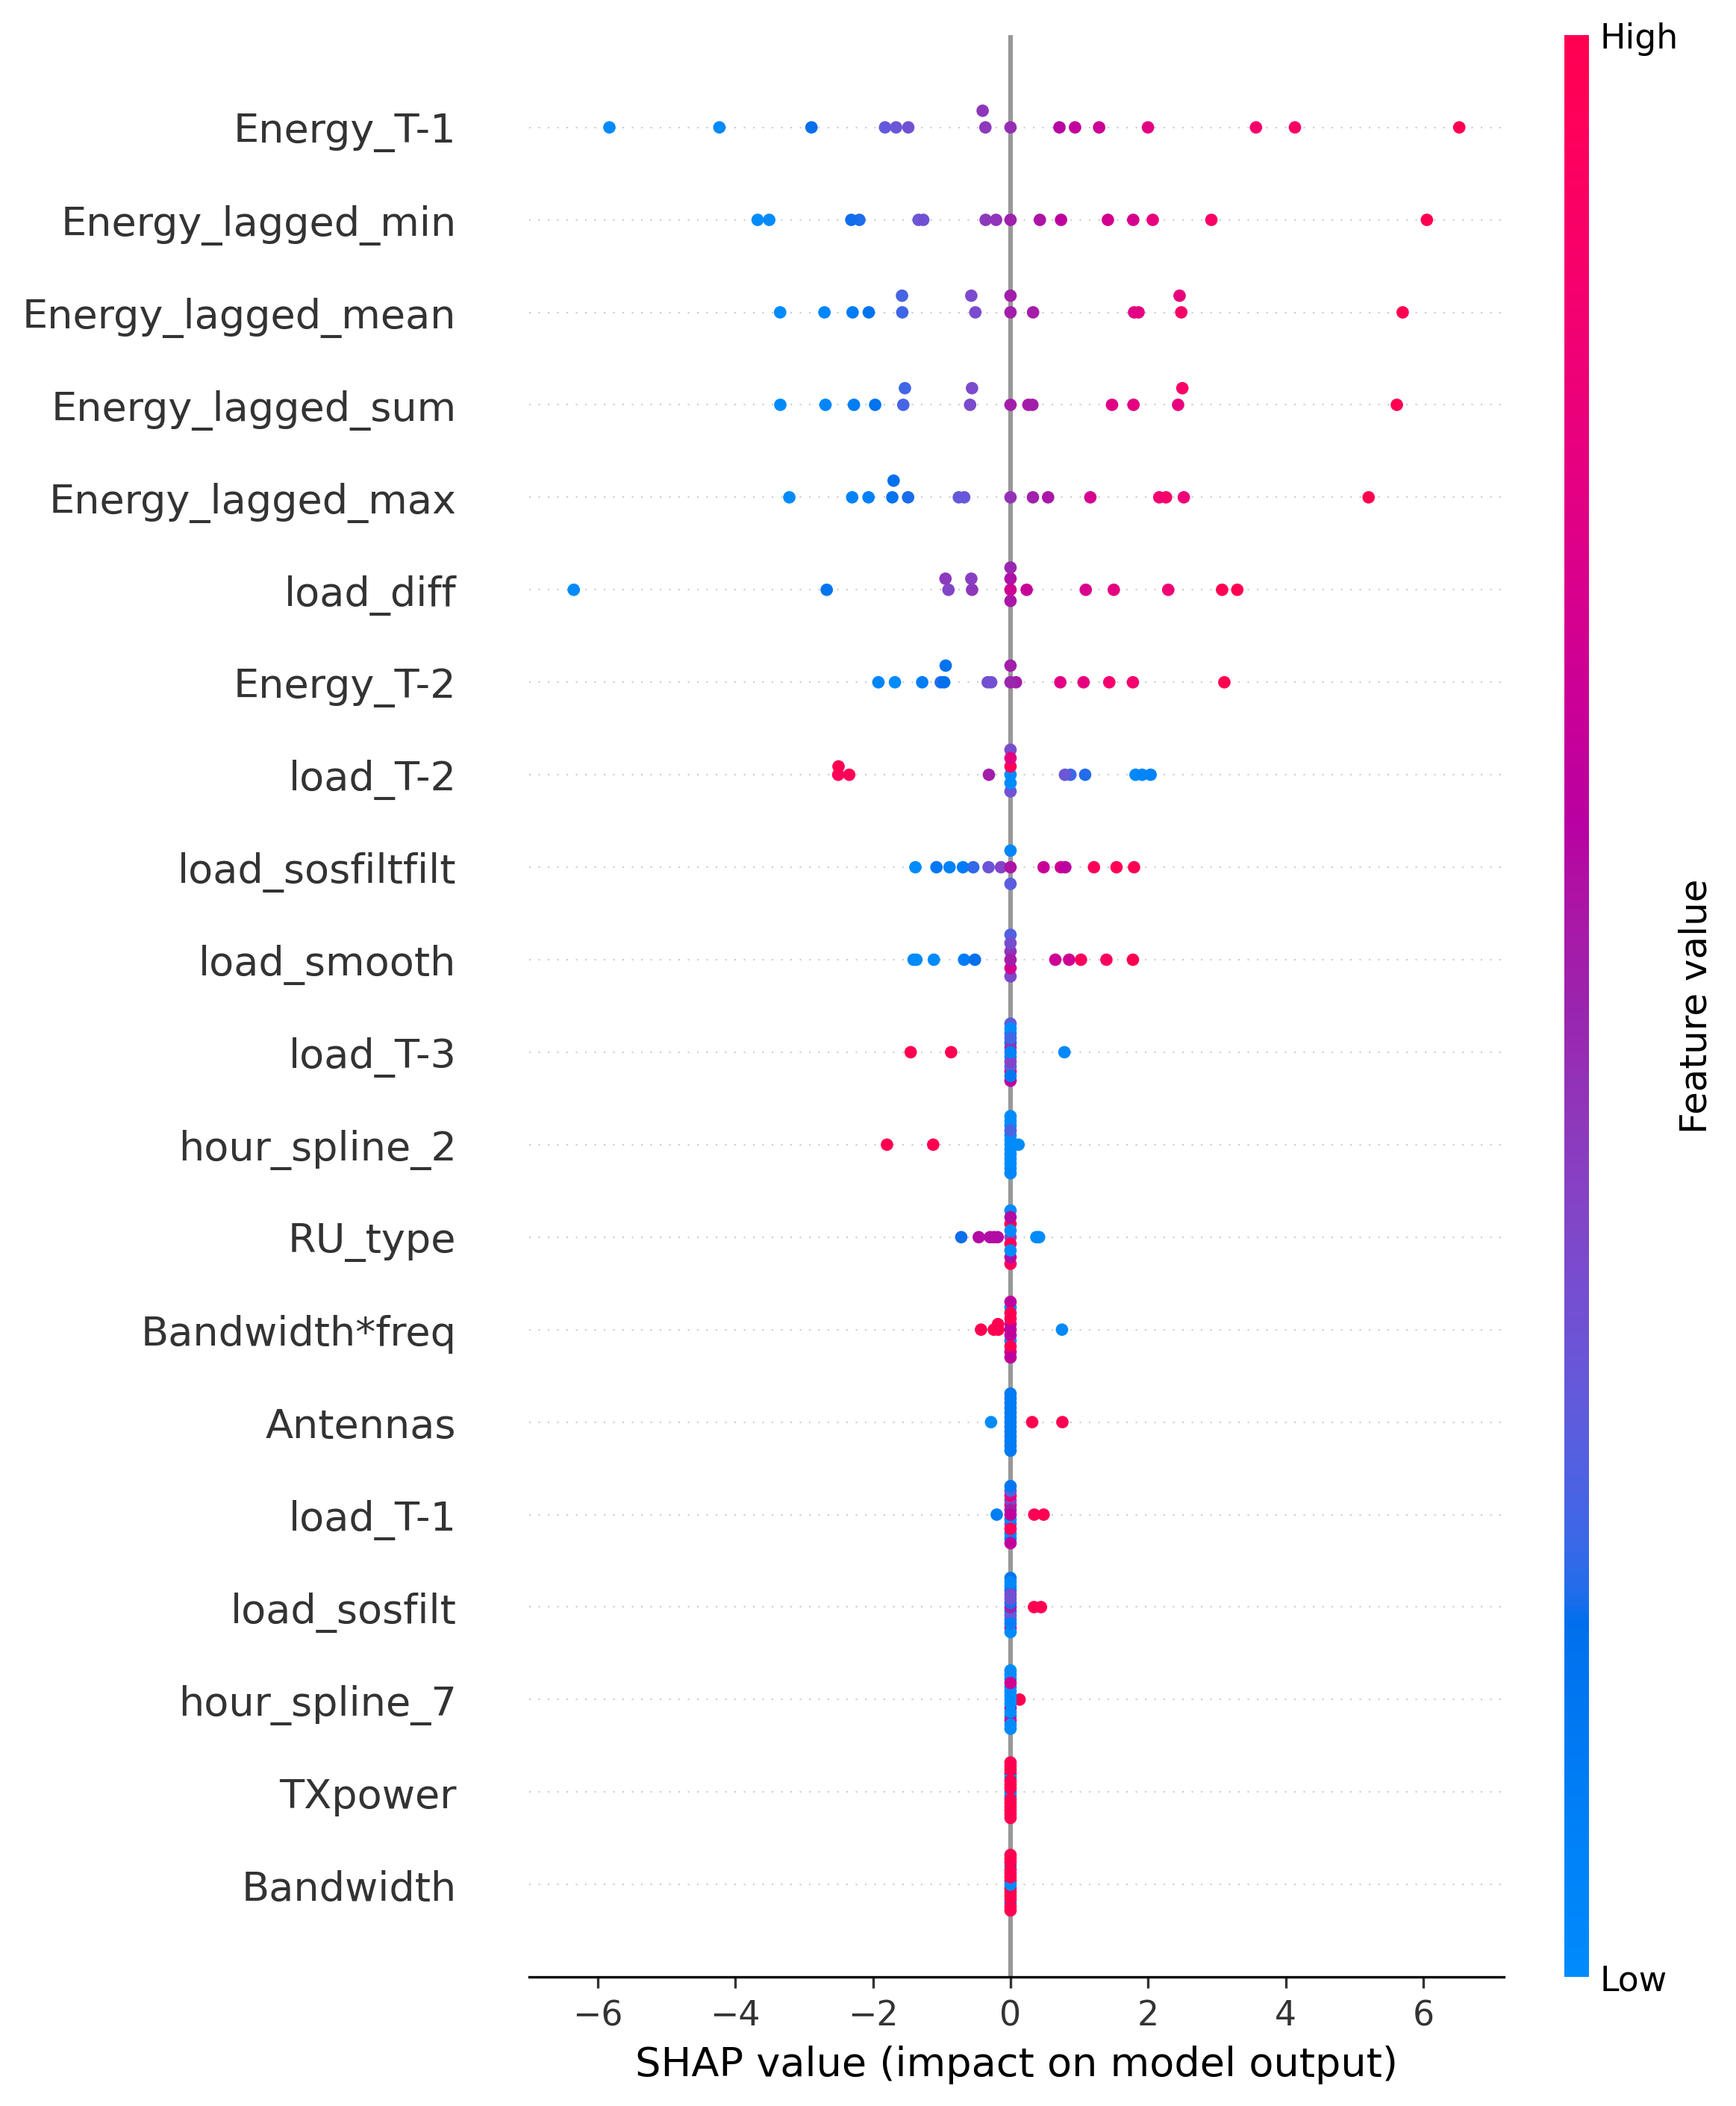 High
Energy_T-1
Energy_lagged_min
Energy_lagged_mean
Energy_lagged_sum
Energy_lagged_max
load_diff
Energy_T-2
load_T-2
load_sosfiltfilt
load_smooth
load_T-3
hour_spline_2
RU_type
Bandwidth*freq
Antennas
load_T-1
load_sosfilt
hour_spline_7
TXpower
Bandwidth
Feature value
Low
−6 −4 −2 0 2 4 6
SHAP value (impact on model output)